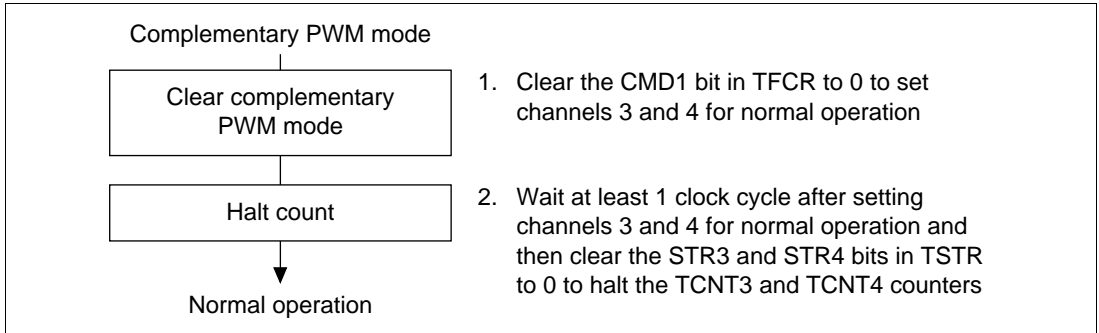 Complementary PWM mode
Clear complementary
PWM mode
1. Clear the CMD1 bit in TFCR to 0 to set
channels 3 and 4 for normal operation
Halt count
2. Wait at least 1 clock cycle after setting
channels 3 and 4 for normal operation and
then clear the STR3 and STR4 bits in TSTR
to 0 to halt the TCNT3 and TCNT4 counters
Normal operation